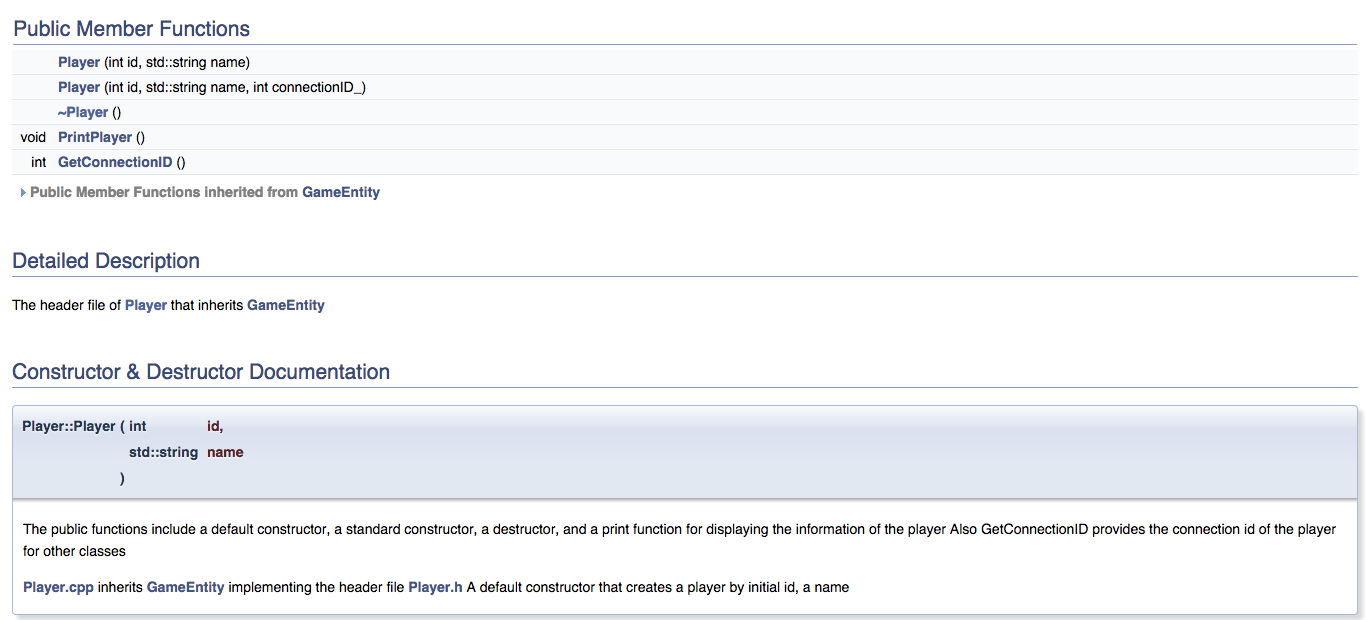 Public Member Functions
Player (int id, std::string name)
Player (int id, std::string name, int connectionID_)
~Player ()
void PrintPlayer ()
int GetConnectionID ()
Public Member Functions inherited from GameEntity
Detailed Description
The header file of Player that inherits GameEntity
Constructor & Destructor Documentation
Player::Player ( int id,
std::string name
)
The public functions include a default constructor, a standard constructor, a destructor, and a print function for displaying the information of the player Also GetConnectionID provides the connection id of the player
for other classes
Player.cpp inherits GameEntity implementing the header file Player.h A default constructor that creates a player by initial id, a name